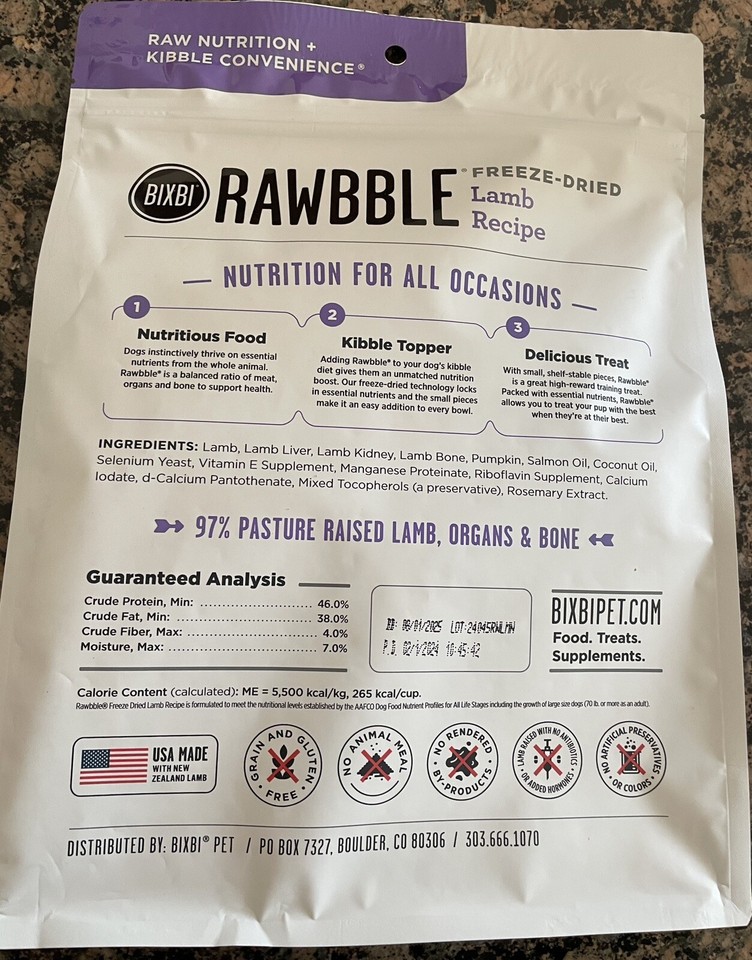 RAW NUTRITION +
KIBBLE CONVENIENCE®
BIXBI® RAWBBLE® FREEZE-DRIED
Lamb
Recipe
NUTRITION FOR ALL OCCASIONS
1
Nutritious Food
Dogs instinctively thrive on essential
nutrients from the whole animal.
Rawbble® is a balanced ratio of meat,
organs and bone to support health.
2
Kibble Topper
Adding Rawbble® to your dog's kibble
diet gives them an unmatched nutrition
boost. Our freeze-dried technology locks
in essential nutrients and the small pieces
make it an easy addition to every bowl.
3
Delicious Treat
With small, shelf-stable pieces, Rawbble®
is a great high-reward training treat.
Packed with essential nutrients, Rawbble®
allows you to treat your pup with the best
when they're at their best.
INGREDIENTS: Lamb, Lamb Liver, Lamb Kidney, Lamb Bone, Pumpkin, Salmon Oil, Coconut Oil,
Selenium Yeast, Vitamin E Supplement, Manganese Proteinate, Riboflavin Supplement, Calcium
Iodate, d-Calcium Pantothenate, Mixed Tocopherols (a preservative), Rosemary Extract.
97% PASTURE RAISED LAMB, ORGANS & BONE
Guaranteed Analysis
Crude Protein, Min: 46.0%
Crude Fat, Min: 38.0%
Crude Fiber, Max: 4.0%
Moisture, Max: 7.0%
BB: 08/01/2025 LOT:24045RWLMN
P.D. 02/1/2024 10:45:42
BIXBIPET.COM
Food. Treats.
Supplements.
Calorie Content (calculated): ME = 5,500 kcal/kg, 265 kcal/cup.
Rawbble® Freeze Dried Lamb Recipe is formulated to meet the nutritional levels established by the AAFCO Dog Food Nutrient Profiles for All Life Stages including the growth of large size dogs (70 lb. or more as an adult).
USA MADE
WITH NEW
ZEALAND LAMB
GRAIN AND GLUTEN FREE
NO ANIMAL MEAL
NO RENDERED BY-PRODUCTS
LAMB RAISED WITH NO ANTIBIOTICS OR ADDED HORMONES
NO ARTIFICIAL PRESERVATIVES OR COLORS
DISTRIBUTED BY: BIXBI® PET / PO BOX 7327, BOULDER, CO 80306 / 303.666.1070